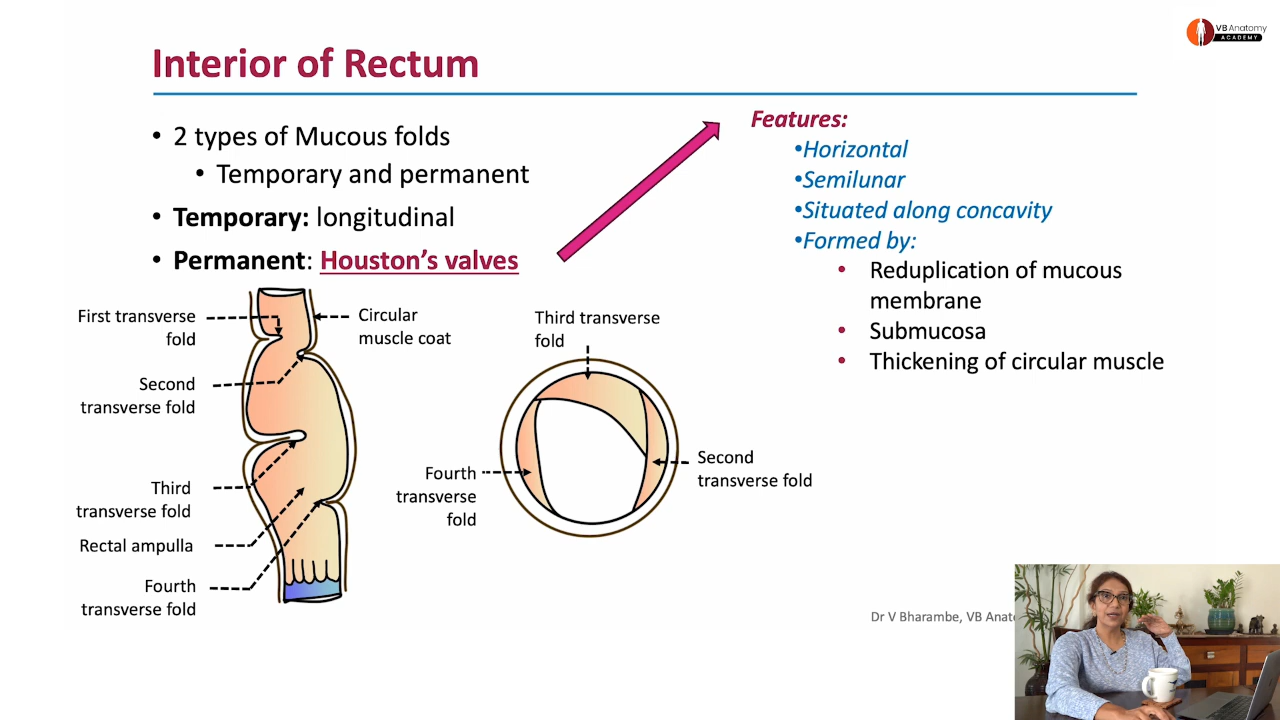 VB Anatomy
ACADEMY
Interior of Rectum
• 2 types of Mucous folds
• Temporary and permanent
• Temporary: longitudinal
• Permanent: Houston's valves
Features:
•Horizontal
•Semilunar
•Situated along concavity
•Formed by:
• Reduplication of mucous
membrane
• Submucosa
• Thickening of circular muscle
First transverse
fold
Circular
muscle coat
Second
transverse fold
Third
transverse fold
Rectal ampulla
Fourth
transverse fold
Third transverse
fold
Fourth
transverse
fold
Second
transverse fold
Dr V Bharambe, VB Anato